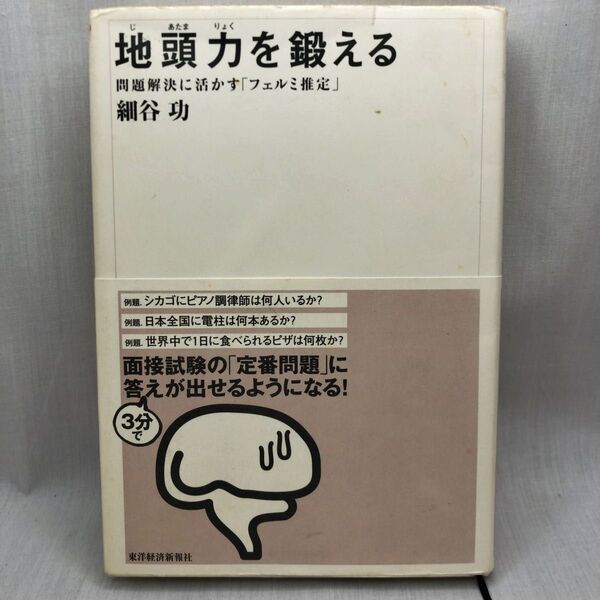 じ あたま りょく
地頭力を鍛える
問題解決に活かす「フェルミ推定」
細谷 功
例題. シカゴにピアノ調律師は何人いるか?
例題. 日本全国に電柱は何本あるか?
例題. 世界中で1日に食べられるピザは何枚か?
面接試験の「定番問題」に
答えが出せるようになる!
3分で
東洋経済新報社